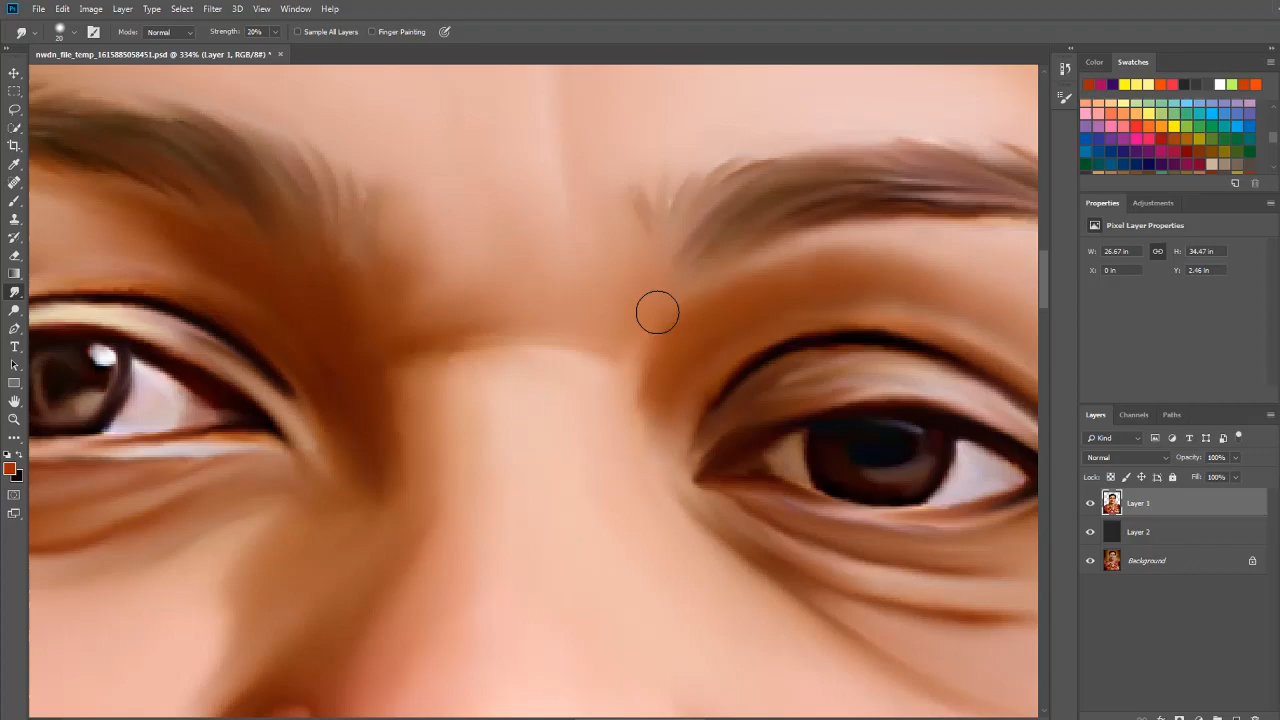 File Edit Image Layer Type Select Filter 3D View Window Help
20 Mode: Normal Strength: 20% Sample All Layers Finger Painting
nwdn_file_temp_1615885058451.psd @ 334% (Layer 1, RGB/8#) *
Color Swatches
Properties Adjustments
Pixel Layer Properties
W: 26.67 in H: 34.47 in
X: 0 in Y: 2.46 in
Layers Channels Paths
Kind
Normal Opacity: 100%
Lock: Fill: 100%
Layer 1
Layer 2
Background